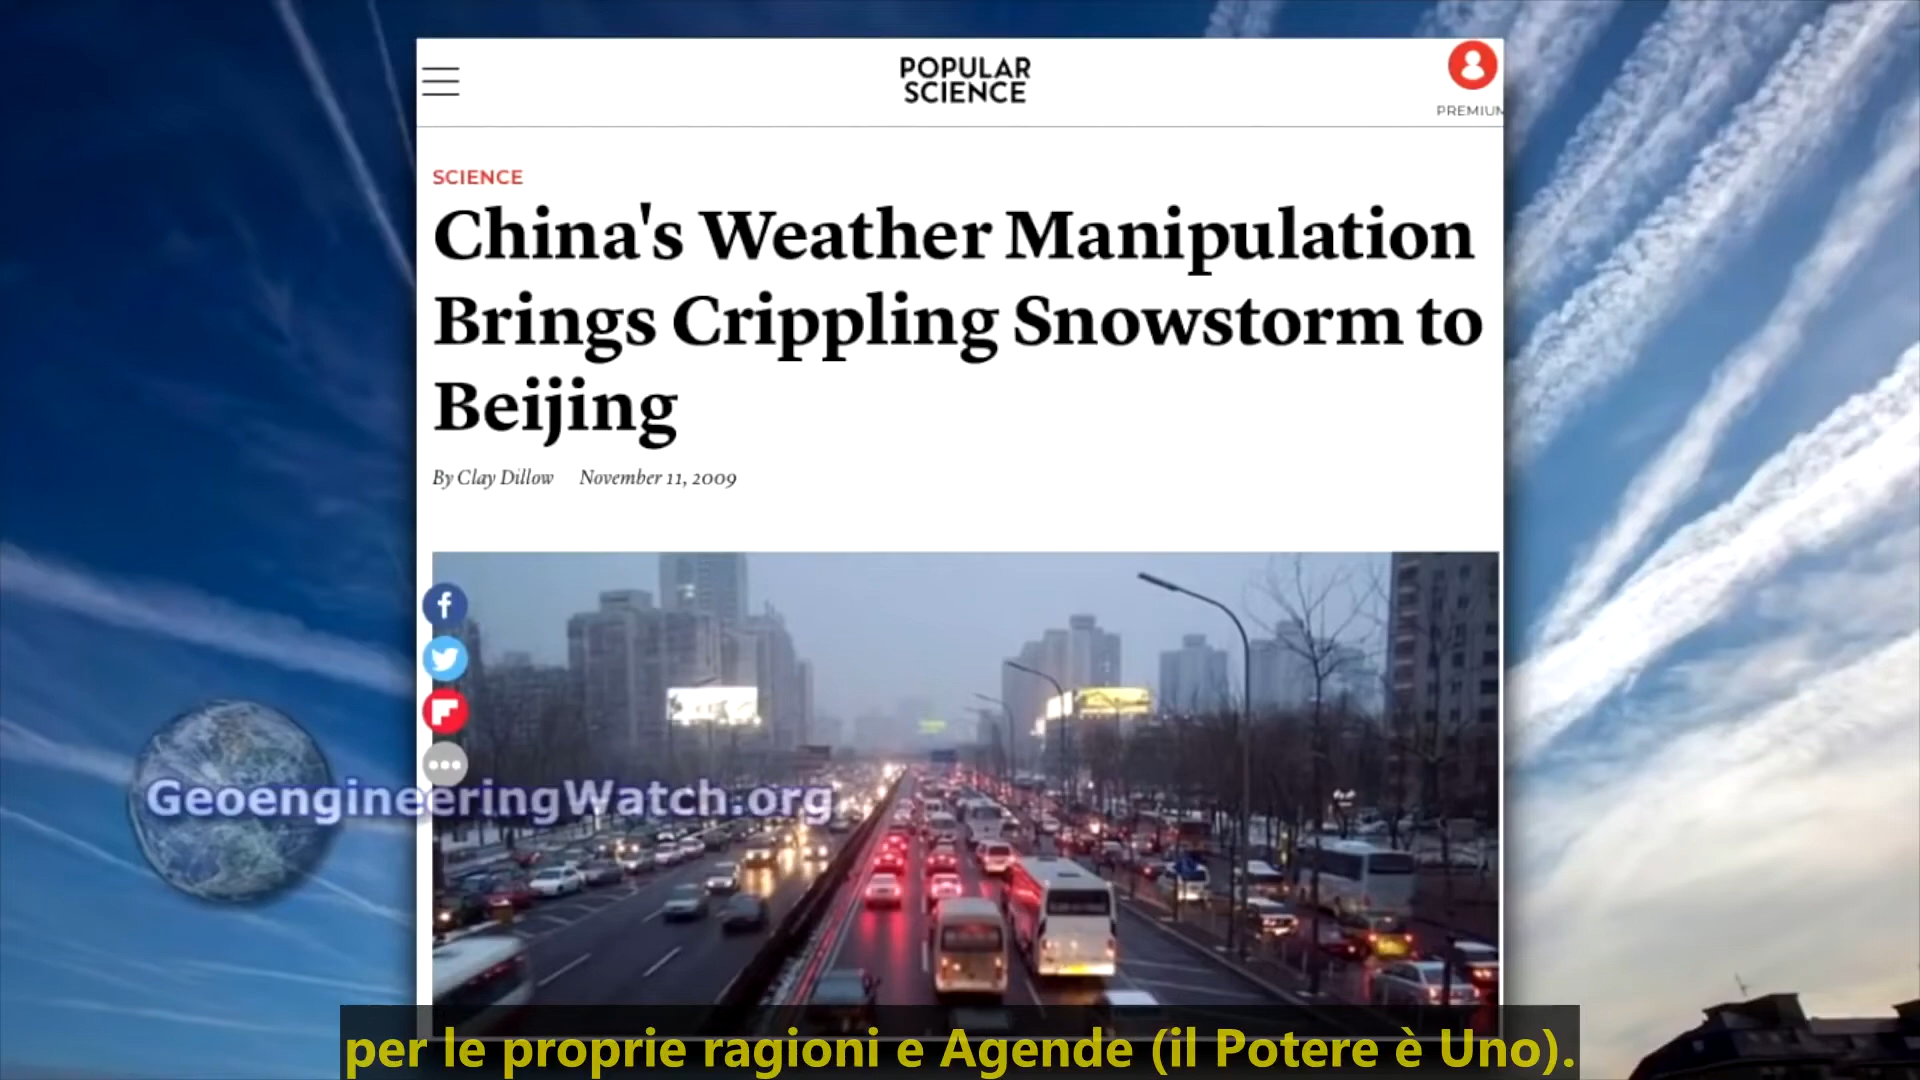 POPULAR
SCIENCE
PREMIUM
SCIENCE
China's Weather Manipulation
Brings Crippling Snowstorm to
Beijing
By Clay Dillow November 11, 2009
GeoengineeringWatch.org
per le proprie ragioni e Agende (il Potere è Uno).